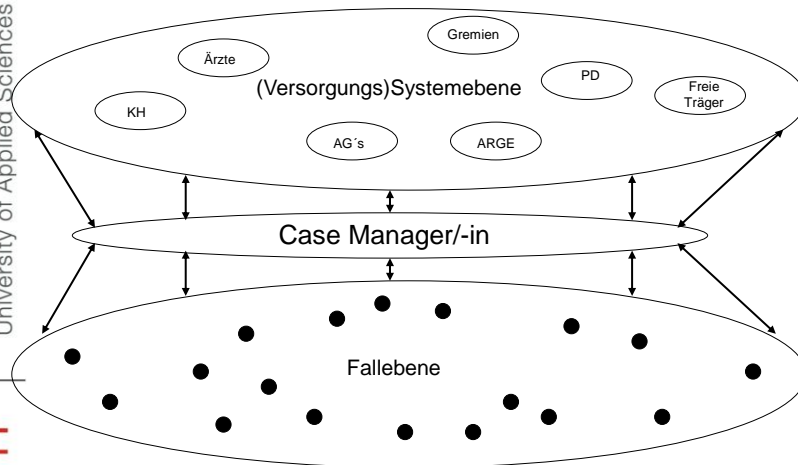 University of Applied Sciences
Gremien
Ärzte
PD
(Versorgungs)Systemebene
Freie
Träger
KH
AG´s
ARGE
Case Manager/-in
Fallebene